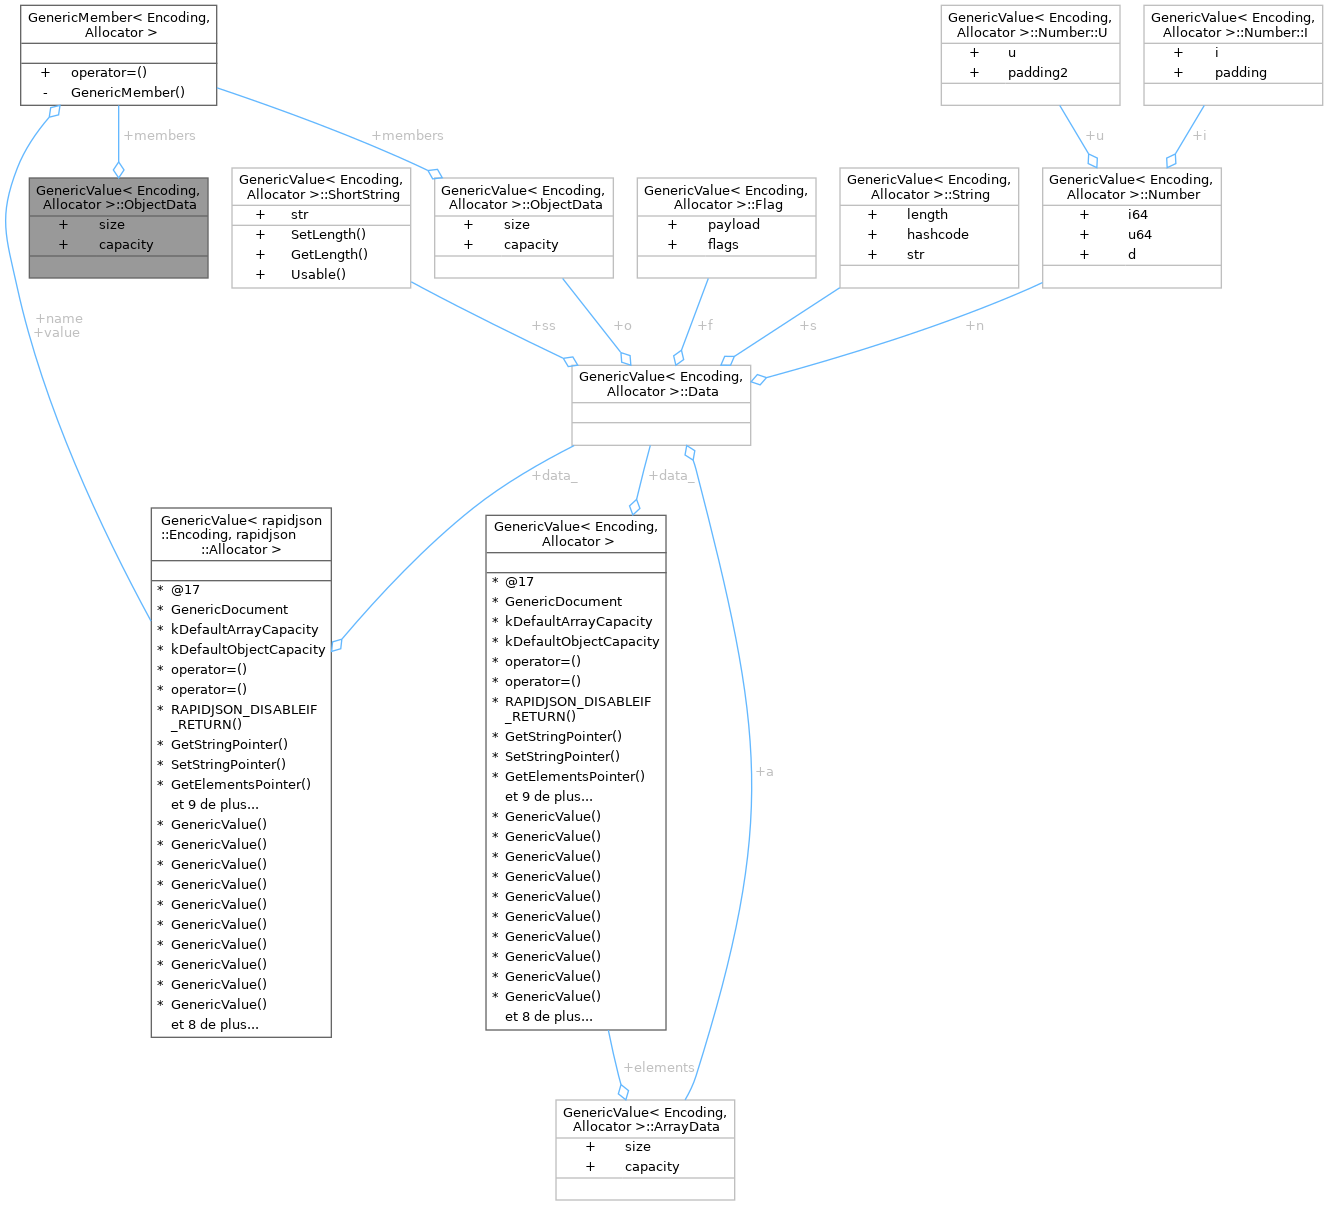 GenericMember< Encoding,
Allocator >
+ operator=()
- GenericMember()
GenericValue< Encoding,
Allocator >::Number::U
+ u
+ padding2
GenericValue< Encoding,
Allocator >::Number::I
+ i
+ padding
+members
+members
+u
+i
GenericValue< Encoding,
Allocator >::ObjectData
+ size
+ capacity
GenericValue< Encoding,
Allocator >::ShortString
+ str
+ SetLength()
+ GetLength()
+ Usable()
GenericValue< Encoding,
Allocator >::ObjectData
+ size
+ capacity
GenericValue< Encoding,
Allocator >::Flag
+ payload
+ flags
GenericValue< Encoding,
Allocator >::String
+ length
+ hashcode
+ str
GenericValue< Encoding,
Allocator >::Number
+ i64
+ u64
+ d
+name
+value
+ss
+o
+f
+s
+n
GenericValue< Encoding,
Allocator >::Data
+data_
+data_
GenericValue< rapidjson
::Encoding, rapidjson
::Allocator >
* @17
* GenericDocument
* kDefaultArrayCapacity
* kDefaultObjectCapacity
* operator=()
* operator=()
* RAPIDJSON_DISABLEIF
_RETURN()
* GetStringPointer()
* SetStringPointer()
* GetElementsPointer()
et 9 de plus...
* GenericValue()
* GenericValue()
* GenericValue()
* GenericValue()
* GenericValue()
* GenericValue()
* GenericValue()
* GenericValue()
* GenericValue()
* GenericValue()
et 8 de plus...
GenericValue< Encoding,
Allocator >
* @17
* GenericDocument
* kDefaultArrayCapacity
* kDefaultObjectCapacity
* operator=()
* operator=()
* RAPIDJSON_DISABLEIF
_RETURN()
* GetStringPointer()
* SetStringPointer()
* GetElementsPointer()
et 9 de plus...
* GenericValue()
* GenericValue()
* GenericValue()
* GenericValue()
* GenericValue()
* GenericValue()
* GenericValue()
* GenericValue()
* GenericValue()
* GenericValue()
et 8 de plus...
+a
+elements
GenericValue< Encoding,
Allocator >::ArrayData
+ size
+ capacity